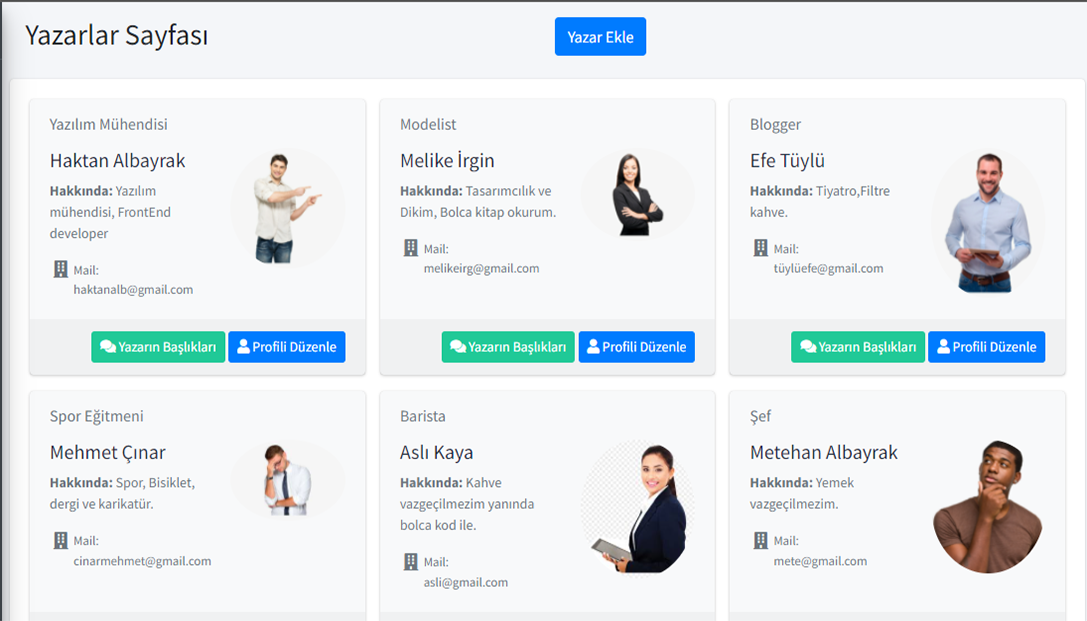 Yazarlar Sayfası
Yazar Ekle
Yazılım Mühendisi
Haktan Albayrak
Hakkında: Yazılım
mühendisi, FrontEnd
developer
Mail:
haktanalb@gmail.com
Yazarın Başlıkları
Profili Düzenle
Modelist
Melike İrgin
Hakkında: Tasarımcılık ve
Dikim, Bolca kitap okurum.
Mail:
melikeirg@gmail.com
Yazarın Başlıkları
Profili Düzenle
Blogger
Efe Tüylü
Hakkında: Tiyatro,Filtre
kahve.
Mail:
tüylüefe@gmail.com
Yazarın Başlıkları
Profili Düzenle
Spor Eğitmeni
Mehmet Çınar
Hakkında: Spor, Bisiklet,
dergi ve karikatür.
Mail:
cinarmehmet@gmail.com
Barista
Aslı Kaya
Hakkında: Kahve
vazgeçilmezim yanında
bolca kod ile.
Mail:
asli@gmail.com
Şef
Metehan Albayrak
Hakkında: Yemek
vazgeçilmezim.
Mail:
mete@gmail.com